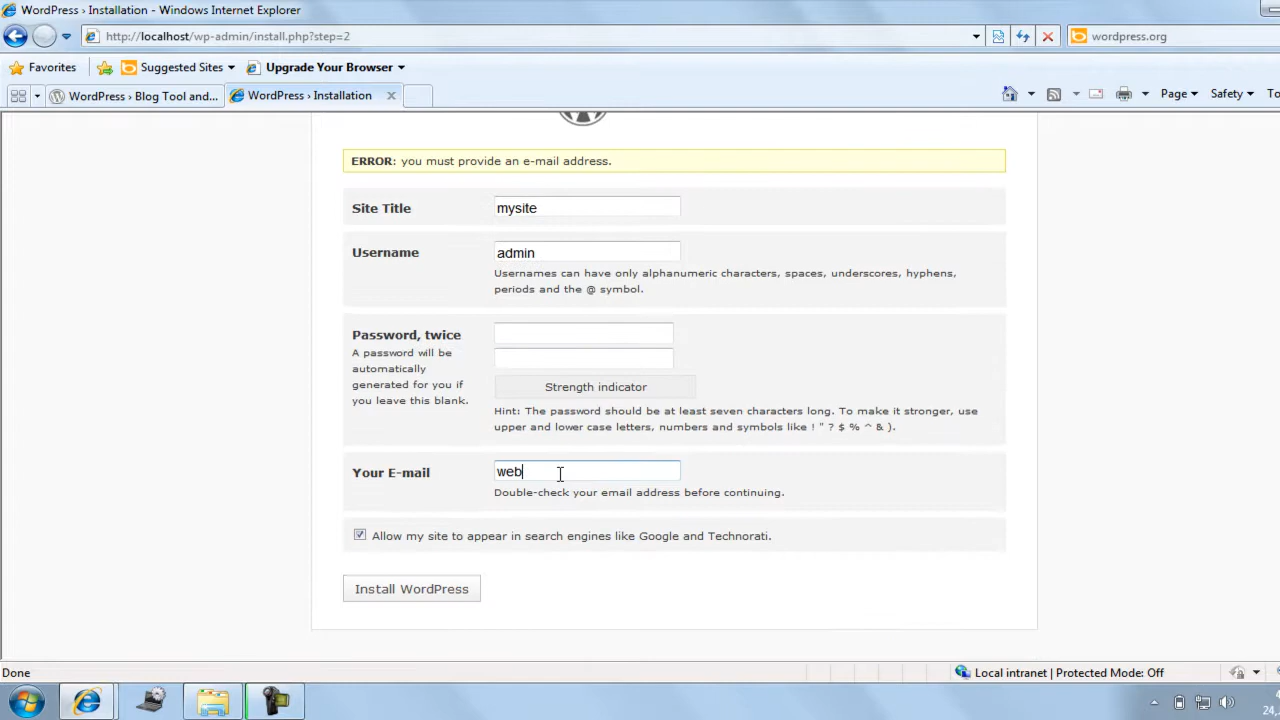 WordPress › Installation - Windows Internet Explorer
http://localhost/wp-admin/install.php?step=2
wordpress.org
Favorites
Suggested Sites
Upgrade Your Browser
WordPress › Blog Tool and...
WordPress › Installation
Page
Safety
To
ERROR: you must provide an e-mail address.
Site Title
mysite
Username
admin
Usernames can have only alphanumeric characters, spaces, underscores, hyphens,
periods and the @ symbol.
Password, twice
A password will be
automatically
generated for you if
you leave this blank.
Strength indicator
Hint: The password should be at least seven characters long. To make it stronger, use
upper and lower case letters, numbers and symbols like ! " ? $ % ^ & ).
Your E-mail
web
Double-check your email address before continuing.
Allow my site to appear in search engines like Google and Technorati.
Install WordPress
Done
Local intranet | Protected Mode: Off
24,